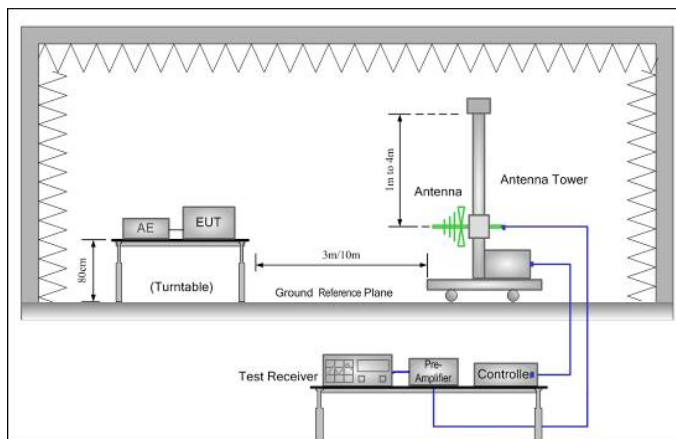 1m to 4m
Antenna
Antenna Tower
AE
EUT
80cm
(Turntable)
3m/10m
Ground Reference Plane
Test Receiver
Pre-
Amplifier
Controller